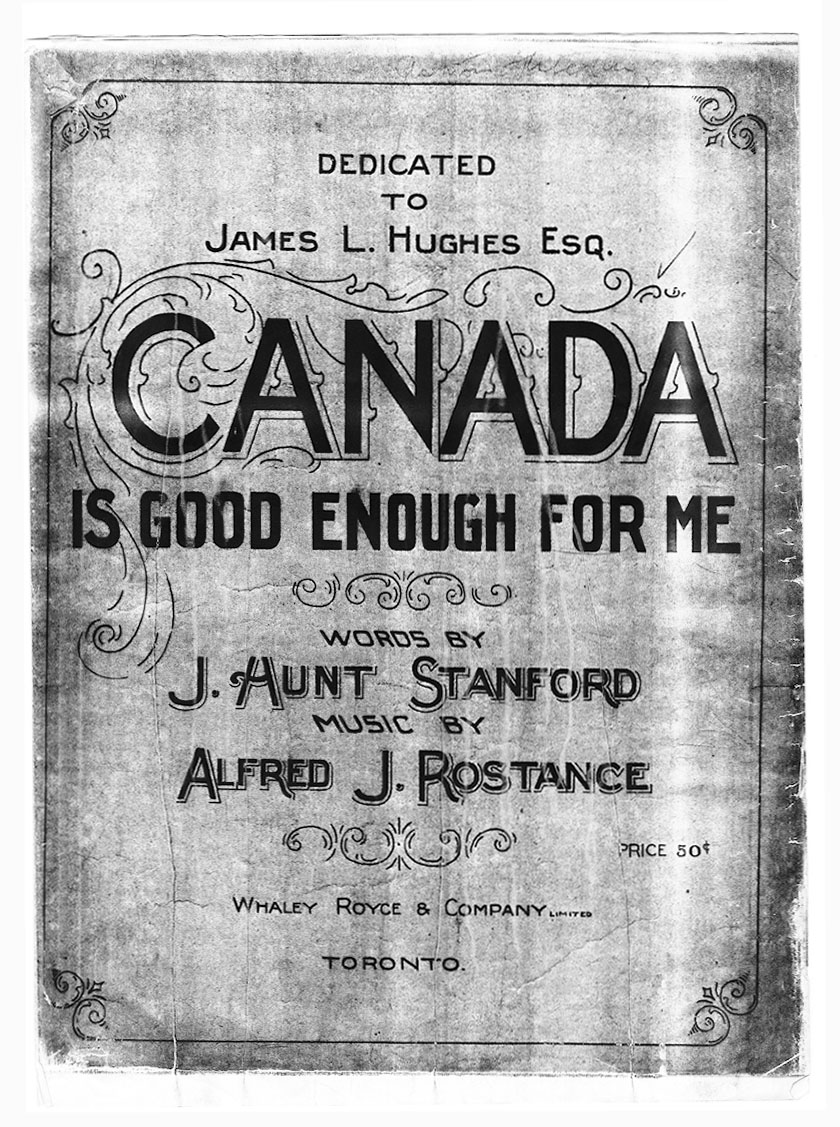 DEDICATED
TO
JAMES L. HUGHES ESQ.
CANADA
IS GOOD ENOUGH FOR ME
WORDS BY
J. HUNT STANFORD
MUSIC BY
ALFRED J. ROSTANCE
PRICE 50¢
WHALEY ROYCE & COMPANY LIMITED
TORONTO.